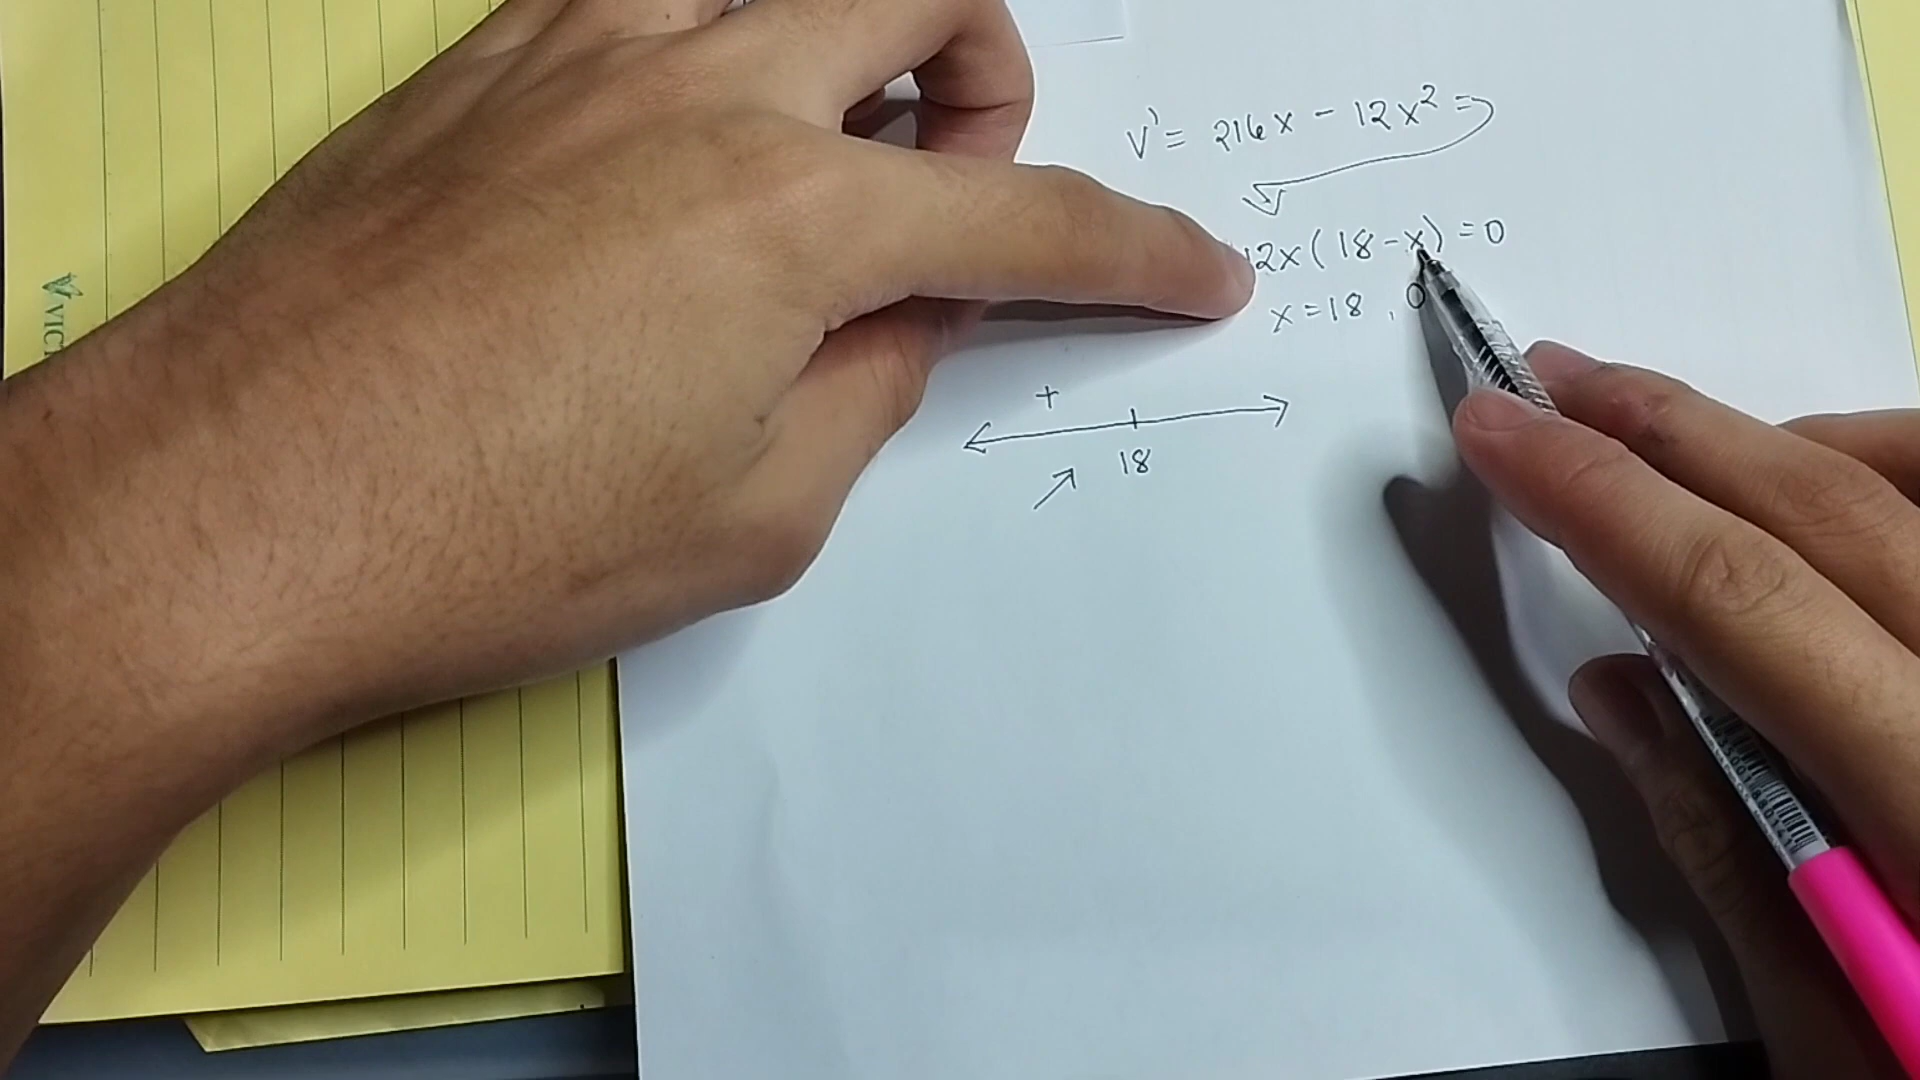 V' = 216x - 12x² =
12x(18-x) = 0
x = 18 , 0
+
18